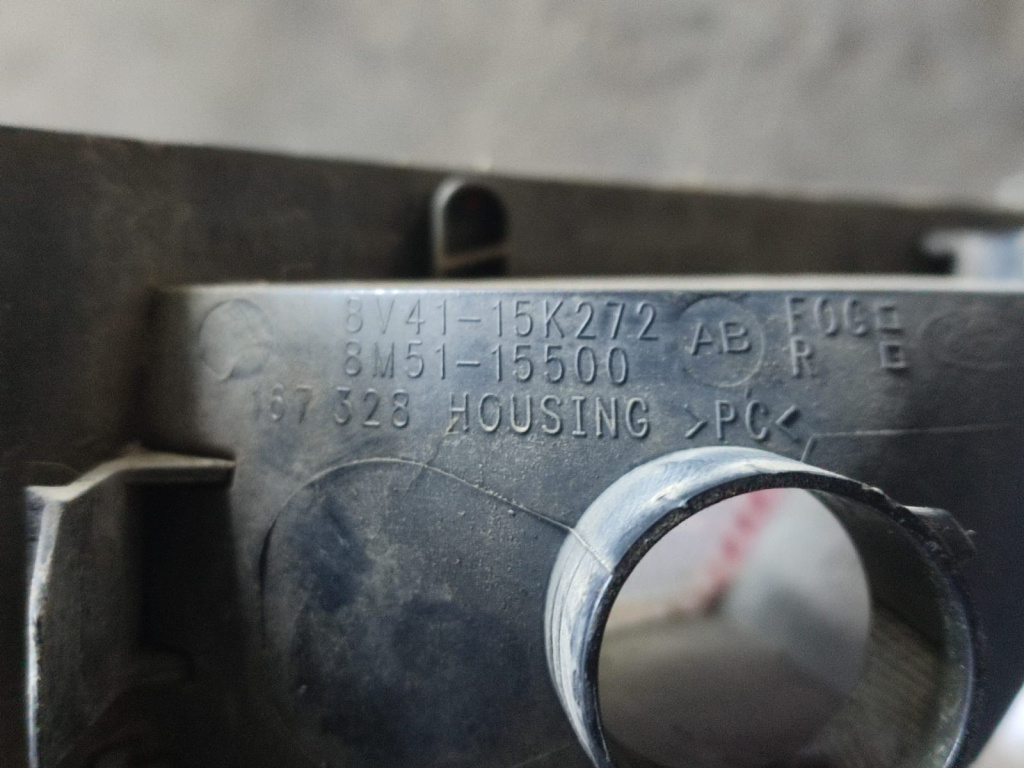 8V41-15K272
8M51-15500
AB
FOG
R
167 328 HOUSING >PC<